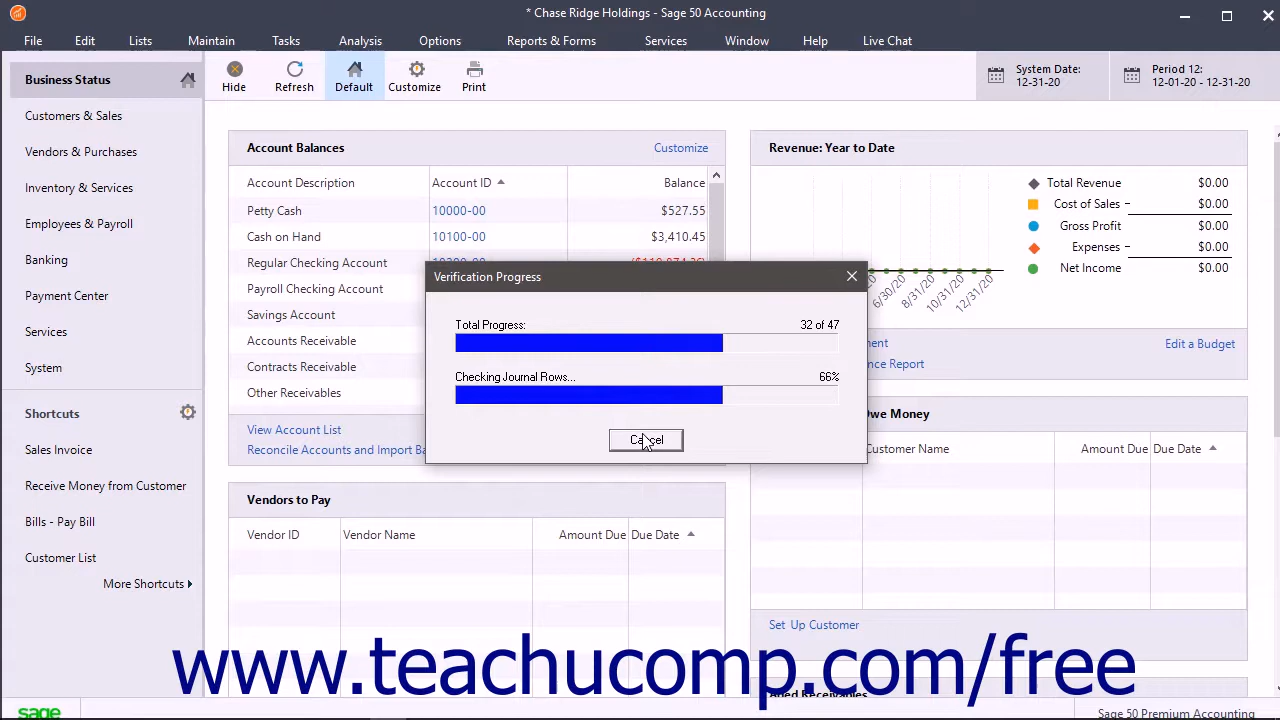 * Chase Ridge Holdings - Sage 50 Accounting
File Edit Lists Maintain Tasks Analysis Options Reports & Forms Services Window Help Live Chat
Business Status
Customers & Sales
Vendors & Purchases
Inventory & Services
Employees & Payroll
Banking
Payment Center
Services
System
Shortcuts
Sales Invoice
Receive Money from Customer
Bills - Pay Bill
Customer List
More Shortcuts
Hide Refresh Default Customize Print
System Date:
12-31-20
Period 12:
12-01-20 - 12-31-20
Account Balances Customize
Account Description Account ID Balance
Petty Cash 10000-00 $527.55
Cash on Hand 10100-00 $3,410.45
Regular Checking Account
Payroll Checking Account
Savings Account
Accounts Receivable
Contracts Receivable
Other Receivables
View Account List
Reconcile Accounts and Import Ba
Vendors to Pay
Vendor ID Vendor Name Amount Due Due Date
Verification Progress
Total Progress: 32 of 47
Checking Journal Rows... 66%
Cancel
Revenue: Year to Date
Total Revenue $0.00
Cost of Sales - $0.00
Gross Profit $0.00
Expenses - $0.00
Net Income $0.00
6/30/20 8/31/20 10/31/20 12/31/20
ment Edit a Budget
nce Report
Owe Money
Customer Name Amount Due Due Date
Set Up Customer
Aged Receivables
www.teachucomp.com/free
sage
Sage 50 Premium Accounting